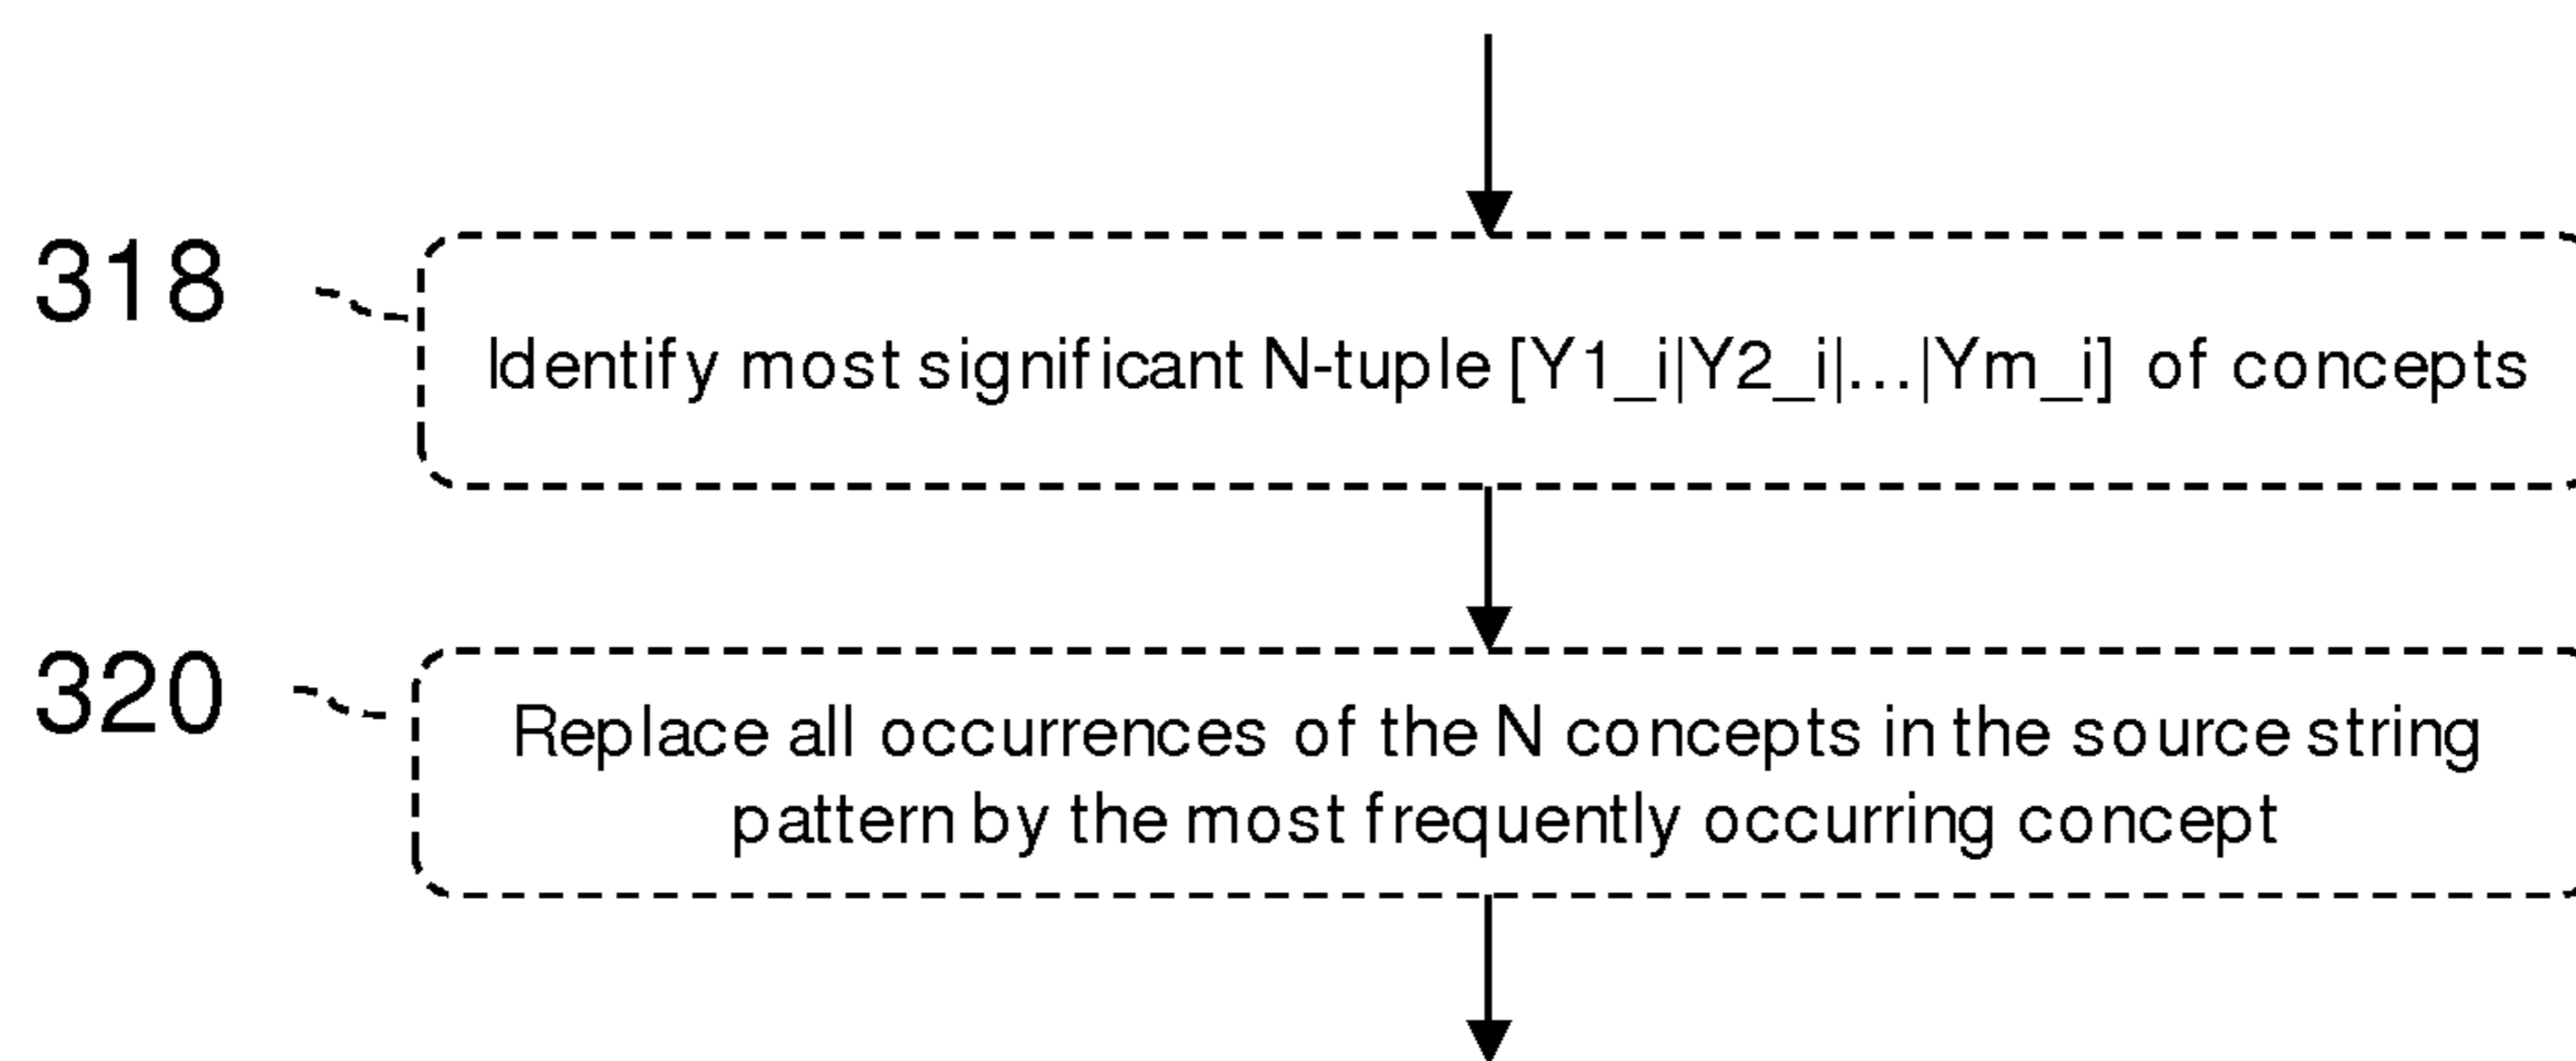 318
Identify most significant N-tuple [Y1_i|Y2_i|...|Ym_i] of concepts
320
Replace all occurrences of the N concepts in the source string
pattern by the most frequently occurring concept